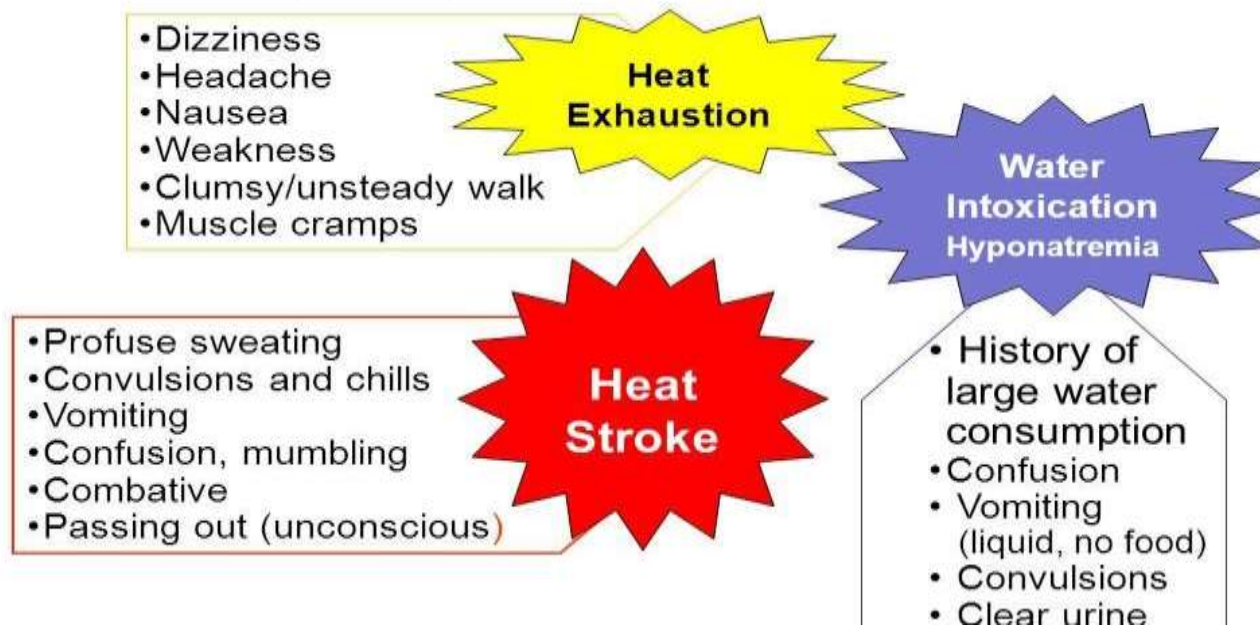 •Dizziness
•Headache
•Nausea
•Weakness
•Clumsy/unsteady walk
•Muscle cramps
Heat
Exhaustion
Water
Intoxication
Hyponatremia
•Profuse sweating
•Convulsions and chills
•Vomiting
•Confusion, mumbling
•Combative
•Passing out (unconscious)
Heat
Stroke
• History of
large water
consumption
•Confusion
• Vomiting
(liquid, no food)
• Convulsions
• Clear urine